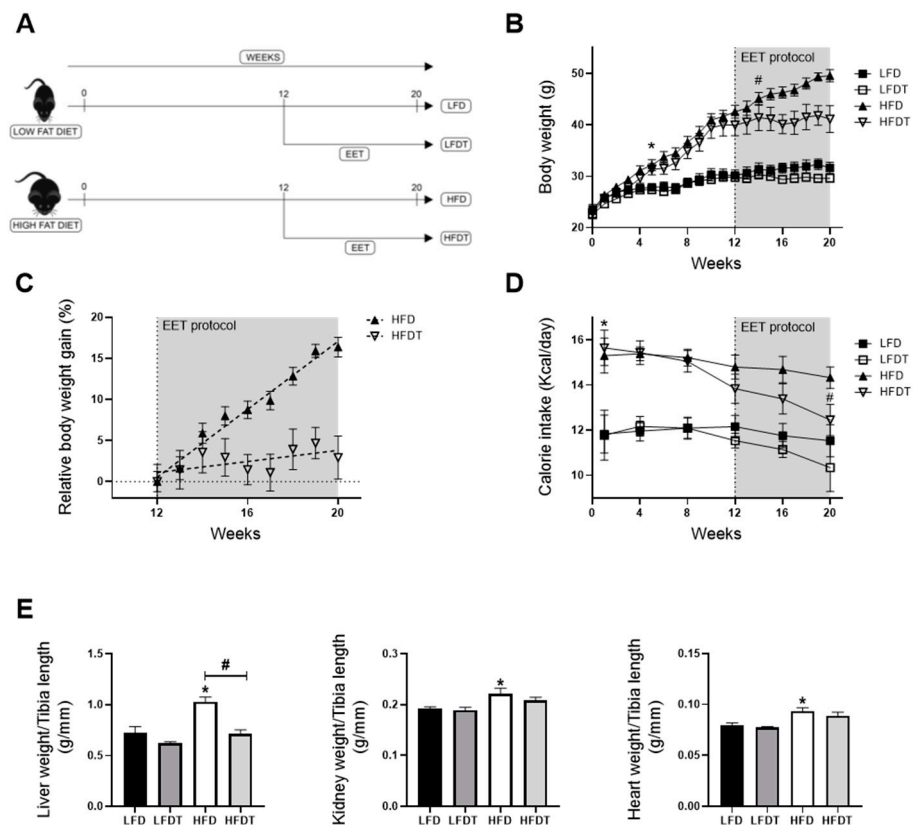 A
WEEKS
0
12
20
LFD
LOW FAT DIET
EET
LFDT
0
12
20
HFD
HIGH FAT DIET
EET
HFDT
B
EET protocol
Body weight (g)
50
40
30
20
*
#
0 4 8 12 16 20
Weeks
LFD
LFDT
HFD
HFDT
C
EET protocol
Relative body weight gain (%)
20
15
10
5
0
12 14 16 18 20
Weeks
HFD
HFDT
D
EET protocol
Calorie intake (Kcal/day)
16
14
12
10
*
#
0 4 8 12 16 20
Weeks
LFD
LFDT
HFD
HFDT
E
Liver weight/Tibia length
(g/mm)
1.5
1.0
0.5
0.0
#
*
LFD LFDT HFD HFDT
Kidney weight/Tibia length
(g/mm)
0.3
0.2
0.1
0.0
*
LFD LFDT HFD HFDT
Heart weight/Tibia length
(g/mm)
0.15
0.10
0.05
0.00
*
LFD LFDT HFD HFDT